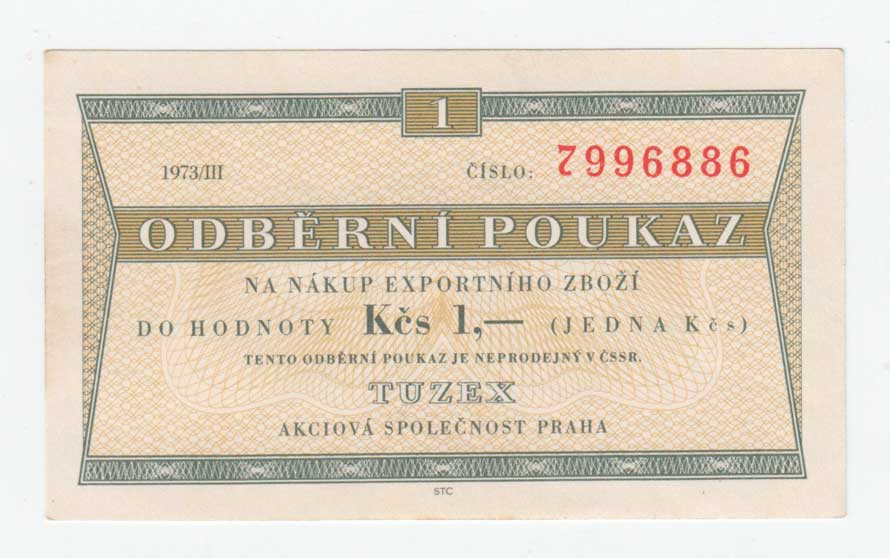 1
1973/III ČÍSLO: 7996886
ODBĚRNÍ POUKAZ
NA NÁKUP EXPORTNÍHO ZBOŽÍ
DO HODNOTY Kčs 1,— (JEDNA Kčs)
TENTO ODBĚRNÍ POUKAZ JE NEPRODEJNÝ V ČSSR.
TUZEX
AKCIOVÁ SPOLEČNOST PRAHA
STC